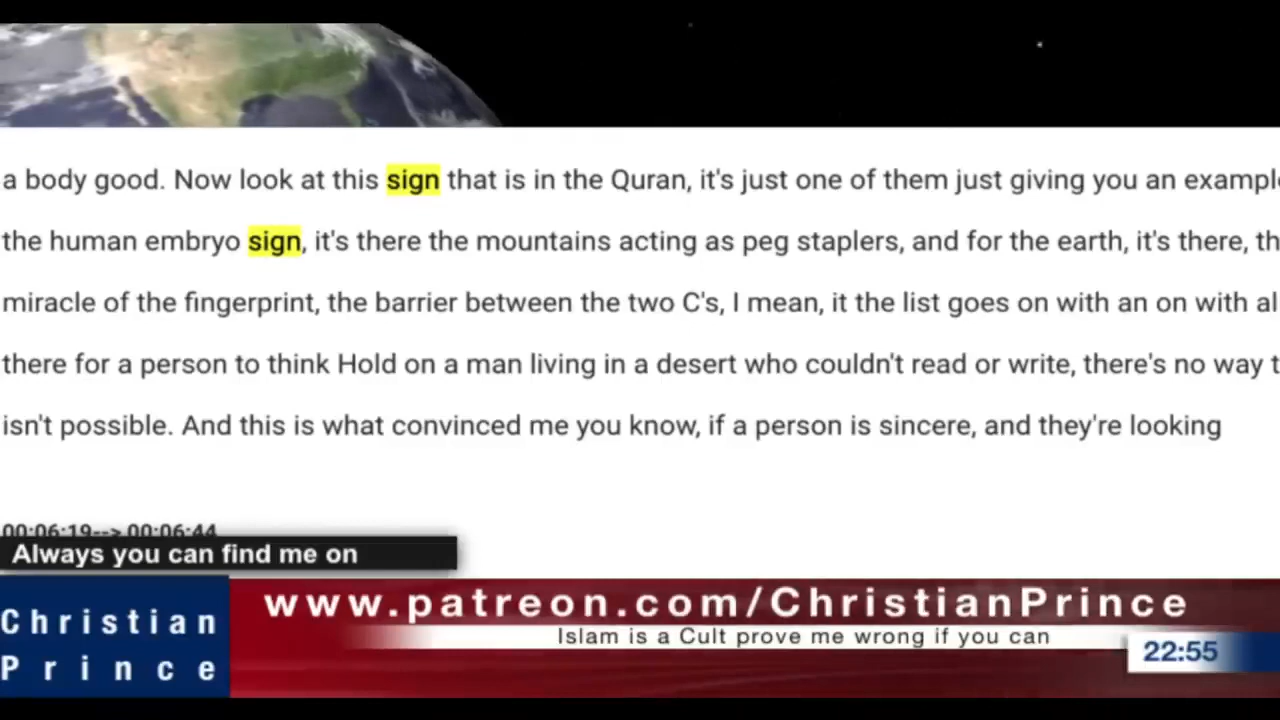 a body good. Now look at this sign that is in the Quran, it's just one of them just giving you an
the human embryo sign, it's there the mountains acting as peg staplers, and for the earth, it's there,
miracle of the fingerprint, the barrier between the two C's, I mean, it the list goes on with an on with
there for a person to think Hold on a man living in a desert who couldn't read or write, there's no way
isn't possible. And this is what convinced me you know, if a person is sincere, and they're looking
00:06:19--> 00:06:44
Always you can find me on
www.patreon.com/ChristianPrince
Islam is a Cult prove me wrong if you can
Christian
Prince
22:55